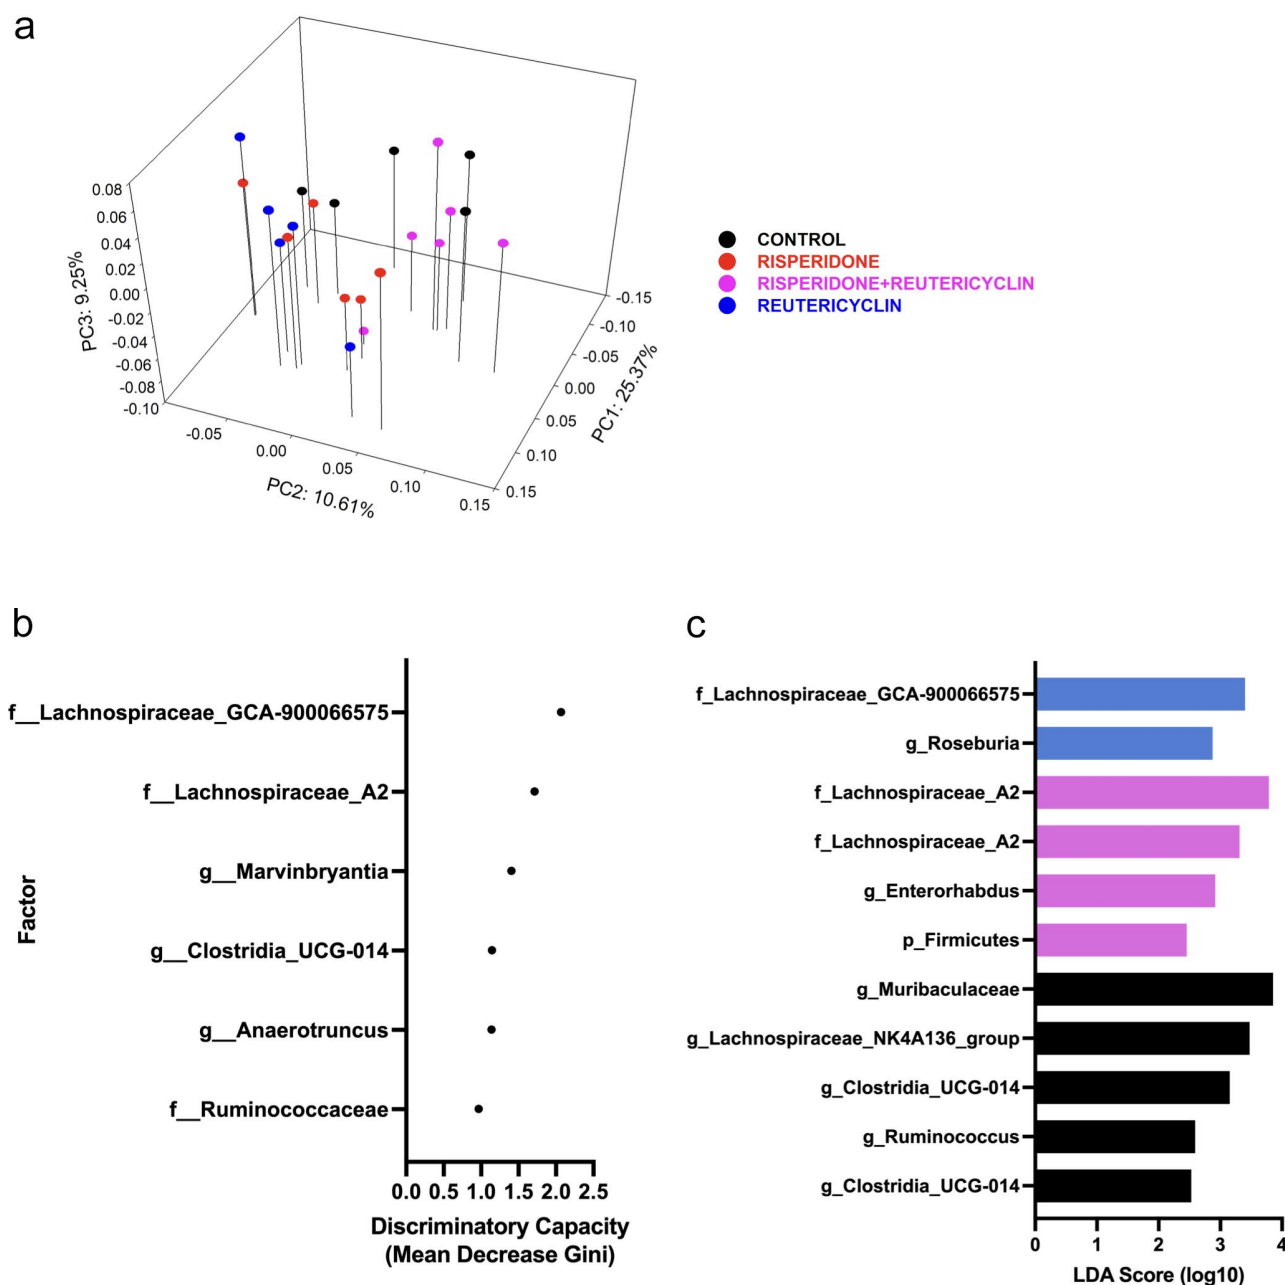 a
0.08
0.06
0.04
0.02
0.00
-0.02
-0.04
-0.06
-0.08
-0.10
PC3: 9.25%
-0.05
0.00
0.05
0.10
0.15
PC2: 10.61%
-0.15
-0.10
-0.05
0.00
0.05
0.10
0.15
PC1: 25.37%
CONTROL
RISPERIDONE
RISPERIDONE+REUTERICYCLIN
REUTERICYCLIN
b
Factor
f__Lachnospiraceae_GCA-900066575
f__Lachnospiraceae_A2
g__Marvinbryantia
g__Clostridia_UCG-014
g__Anaerotruncus
f__Ruminococcaceae
0.0 0.5 1.0 1.5 2.0 2.5
Discriminatory Capacity
(Mean Decrease Gini)
c
f_Lachnospiraceae_GCA-900066575
g_Roseburia
f_Lachnospiraceae_A2
f_Lachnospiraceae_A2
g_Enterorhabdus
p_Firmicutes
g_Muribaculaceae
g_Lachnospiraceae_NK4A136_group
g_Clostridia_UCG-014
g_Ruminococcus
g_Clostridia_UCG-014
0 1 2 3 4
LDA Score (log10)